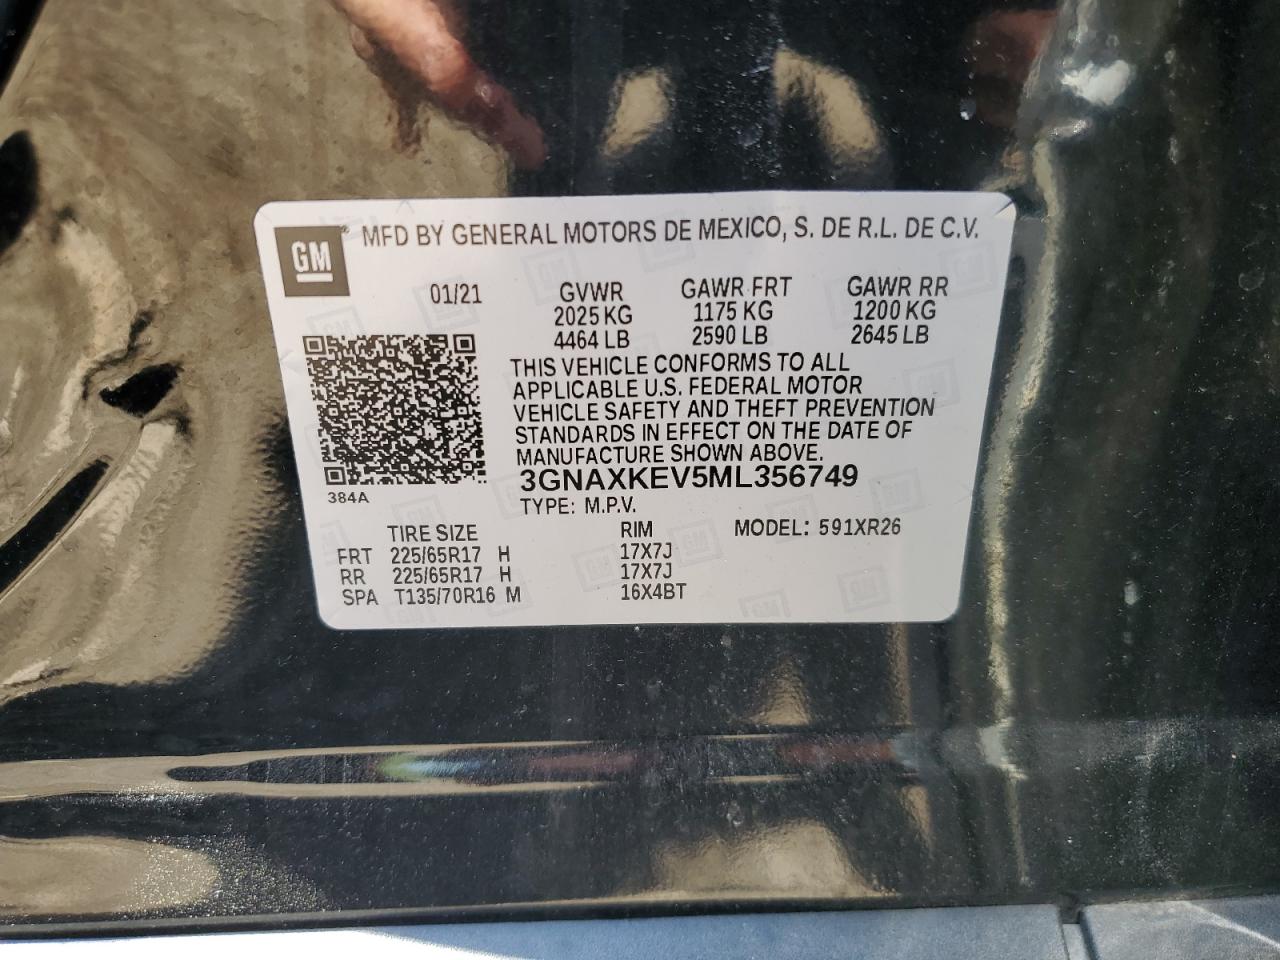 GM® MFD BY GENERAL MOTORS DE MEXICO, S. DE R.L. DE C.V.
01/21 GVWR GAWR FRT GAWR RR
2025 KG 1175 KG 1200 KG
4464 LB 2590 LB 2645 LB
THIS VEHICLE CONFORMS TO ALL
APPLICABLE U.S. FEDERAL MOTOR
VEHICLE SAFETY AND THEFT PREVENTION
STANDARDS IN EFFECT ON THE DATE OF
MANUFACTURE SHOWN ABOVE.
3GNAXKEV5ML356749
384A
TYPE: M.P.V.
TIRE SIZE RIM MODEL: 591XR26
FRT 225/65R17 H 17X7J
RR 225/65R17 H 17X7J
SPA T135/70R16 M 16X4BT